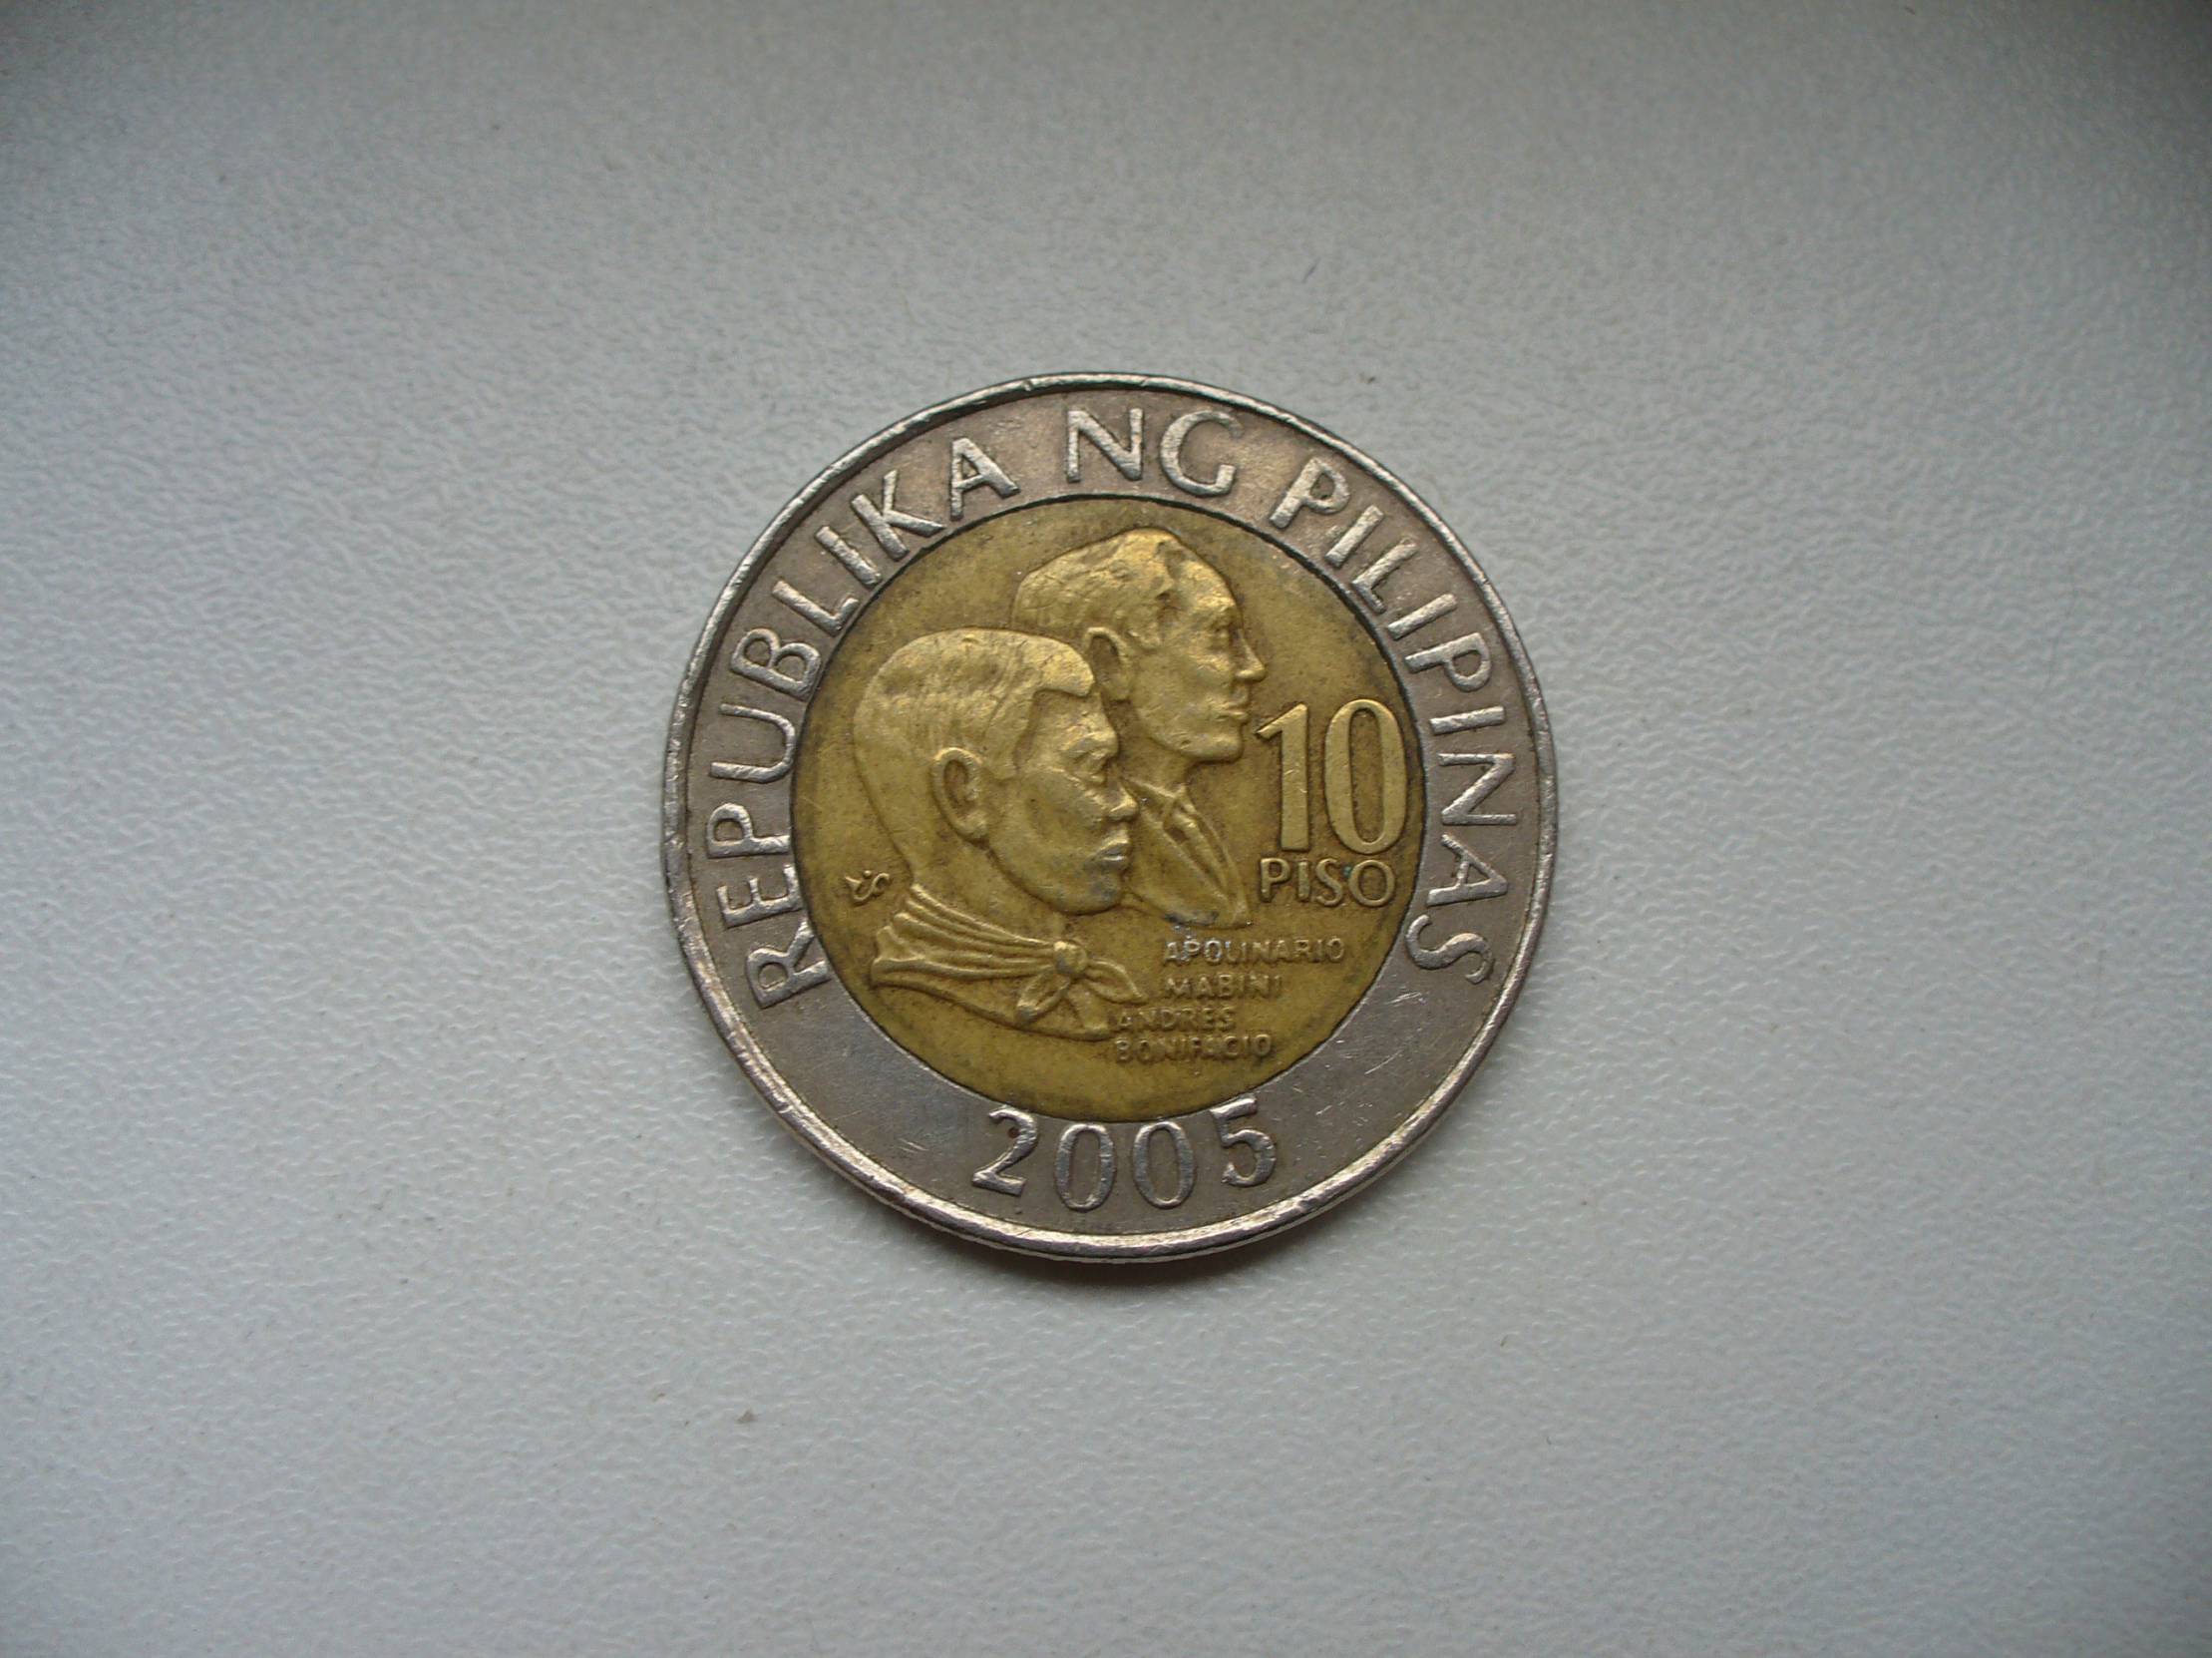 REPUBLIKA NG PILIPINAS
10
PISO
APOLINARIO
MABINI
ANDRES
BONIFACIO
2005